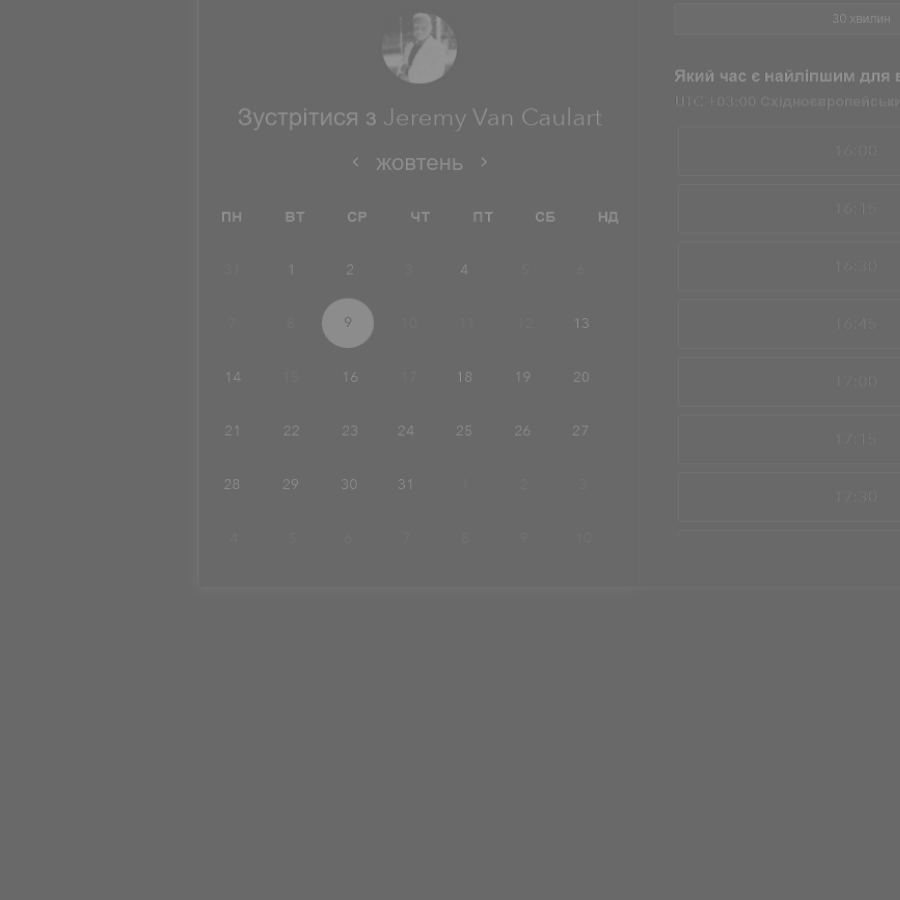 30 хвилин
Зустрітися з Jeremy Van Caulart
жовтень
ПН ВТ СР ЧТ ПТ СБ НД
31 1 2 3 4 5 6
7 8 9 10 11 12 13
14 15 16 17 18 19 20
21 22 23 24 25 26 27
28 29 30 31 1 2 3
4 5 6 7 8 9 10
Який час є найліпшим для
UTC +03:00
16:00
16:15
16:30
16:45
17:00
17:15
17:30